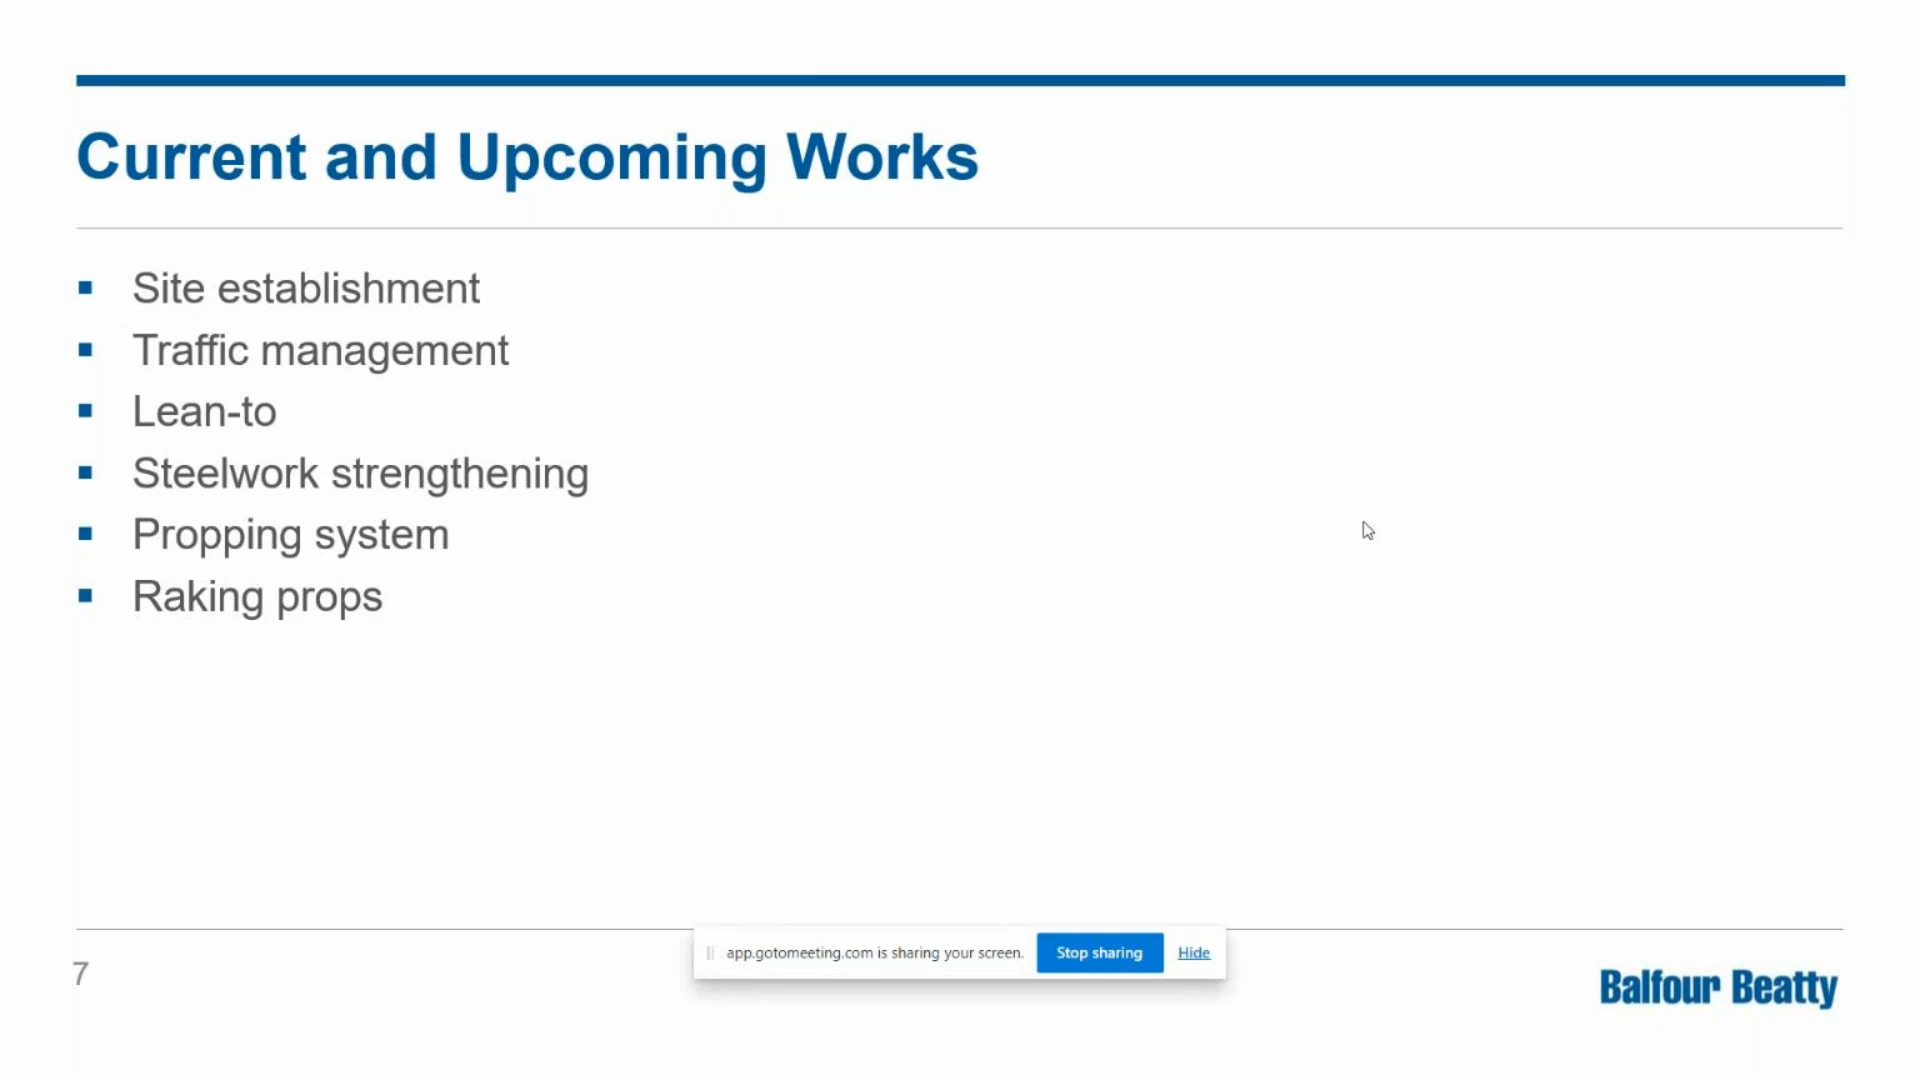 Current and Upcoming Works
Site establishment
Traffic management
Lean-to
Steelwork strengthening
Propping system
Raking props
app.gotomeeting.com is sharing your screen. Stop sharing Hide
7
Balfour Beatty